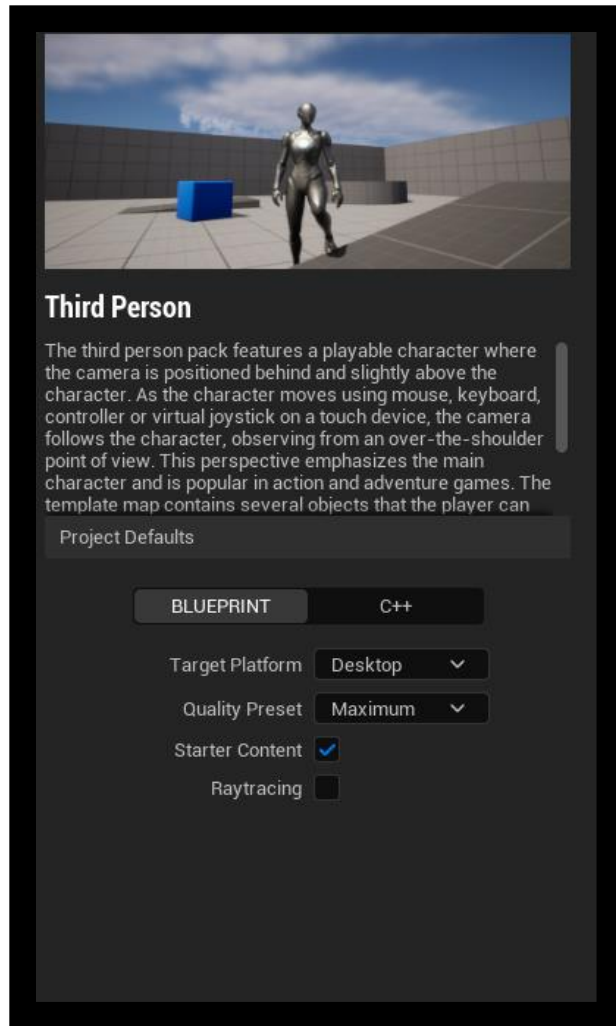 Third Person
The third person pack features a playable character where
the camera is positioned behind and slightly above the
character. As the character moves using mouse, keyboard,
controller or virtual joystick on a touch device, the camera
follows the character, observing from an over-the-shoulder
point of view. This perspective emphasizes the main
character and is popular in action and adventure games. The
template map contains several objects that the player can
Project Defaults
BLUEPRINT C++
Target Platform Desktop
Quality Preset Maximum
Starter Content
Raytracing